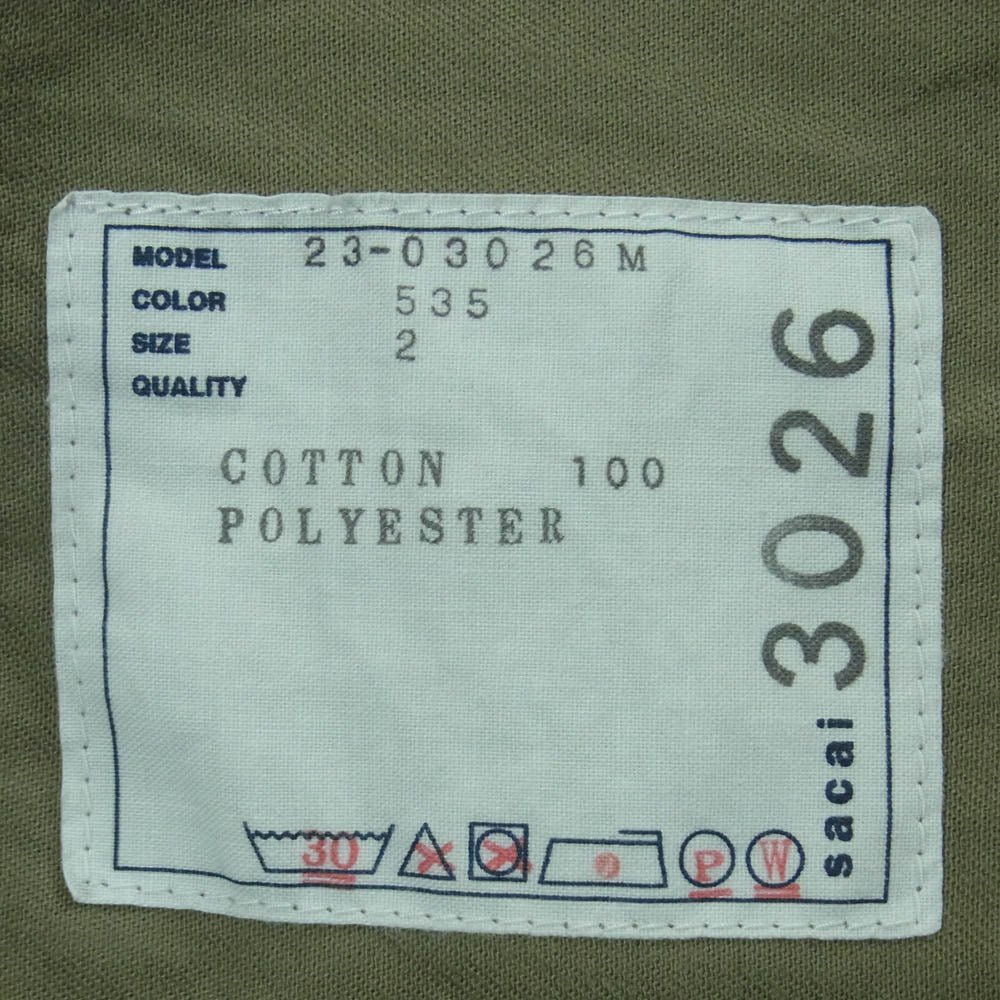 MODEL 23-03026M
COLOR 535
SIZE 2
QUALITY
COTTON 100
POLYESTER
30
P
W
sacai 3026